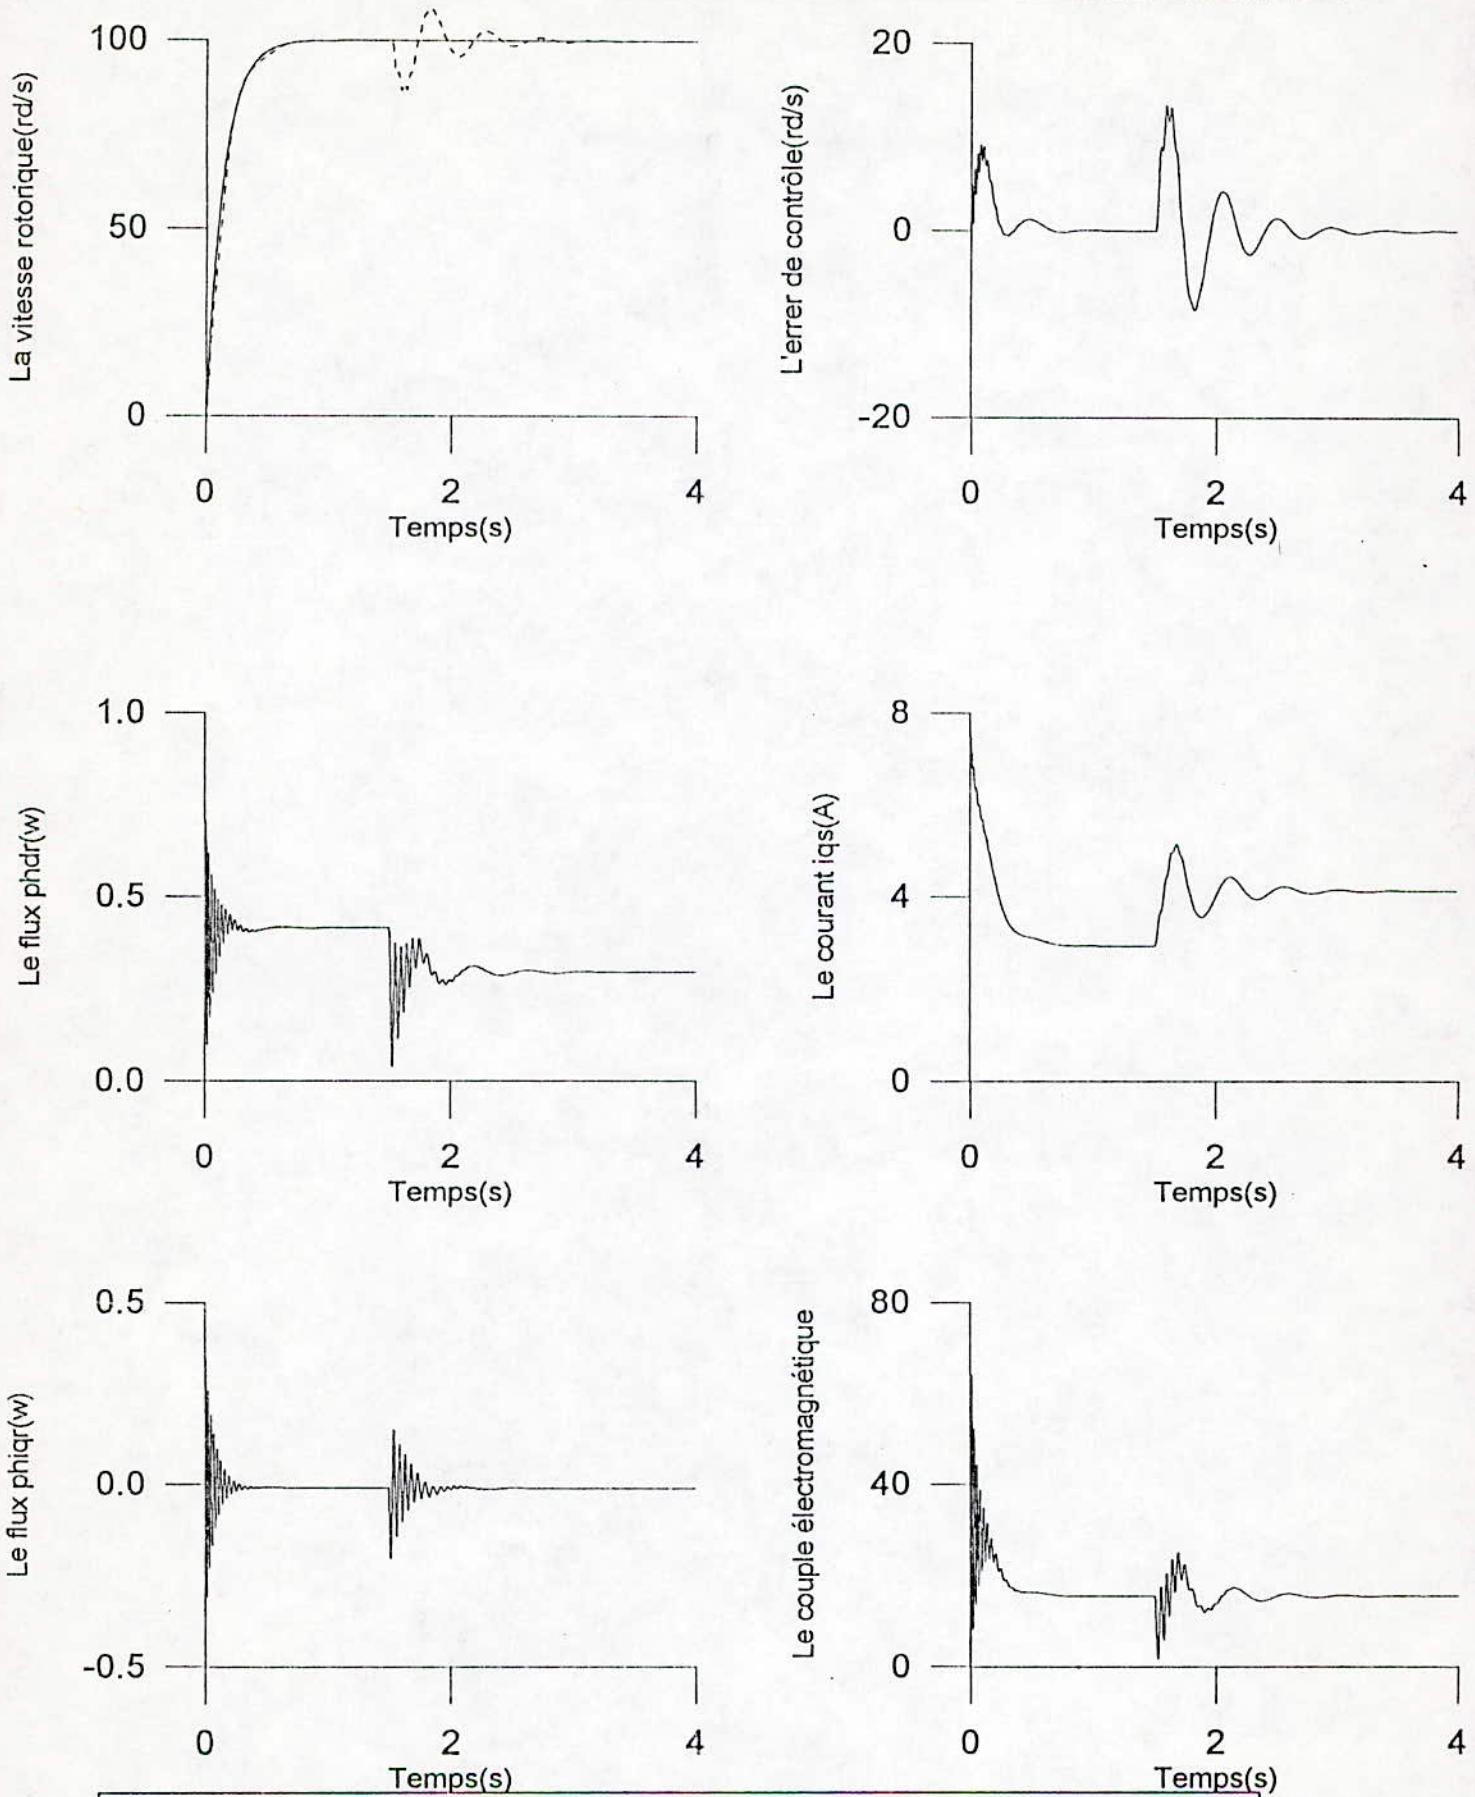 La vitesse rotorique(rd/s)
100
50
0
0 2 4
Temps(s)
L'errer de contrôle(rd/s)
20
0
-20
0 2 4
Temps(s)
Le flux phdr(w)
1.0
0.5
0.0
0 2 4
Temps(s)
Le courant iqs(A)
8
4
0
0 2 4
Temps(s)
Le flux phiqr(w)
0.5
0.0
-0.5
0 2 4
Temps(s)
Le couple électromagnétique
80
40
0
0 2 4
Temps(s)